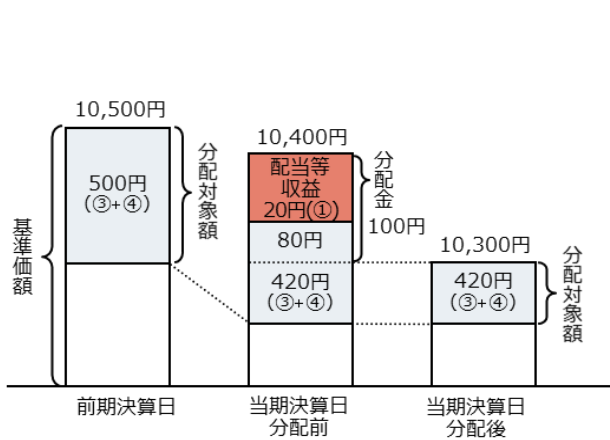 10,500円
500円
(③+④)
分配対象額
基準価額
前期決算日
10,400円
配当等
収益
20円(①)
80円
420円
(③+④)
分配金
100円
当期決算日
分配前
10,300円
420円
(③+④)
分配対象額
当期決算日
分配後